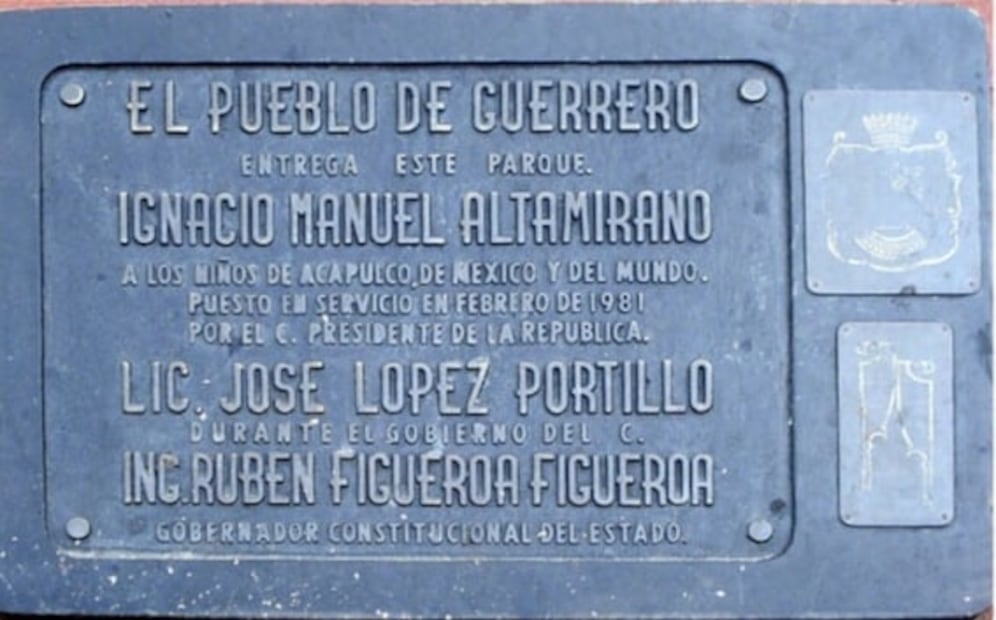 EL PUEBLO DE GUERRERO
ENTREGA ESTE PARQUE.
IGNACIO MANUEL ALTAMIRANO
A LOS NIÑOS DE ACAPULCO, DE MEXICO Y DEL MUNDO.
PUESTO EN SERVICIO EN FEBRERO DE 1981
POR EL C. PRESIDENTE DE LA REPUBLICA.
LIC. JOSE LOPEZ PORTILLO
DURANTE EL GOBIERNO DEL C.
ING. RUBEN FIGUEROA FIGUEROA
GOBERNADOR CONSTITUCIONAL DEL ESTADO.